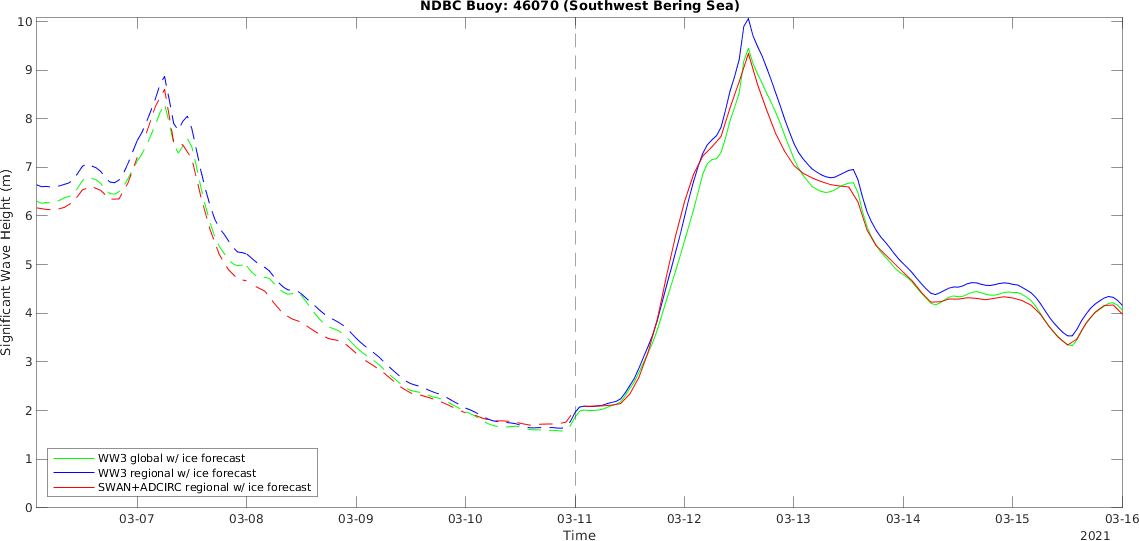 NDBC Buoy: 46070 (Southwest Bering Sea)
10
9
8
7
6
5
4
3
2
1
0
Significant Wave Height (m)
WW3 global w/ ice forecast
WW3 regional w/ ice forecast
SWAN+ADCIRC regional w/ ice forecast
03-07 03-08 03-09 03-10 03-11 03-12 03-13 03-14 03-15 03-16
Time
2021